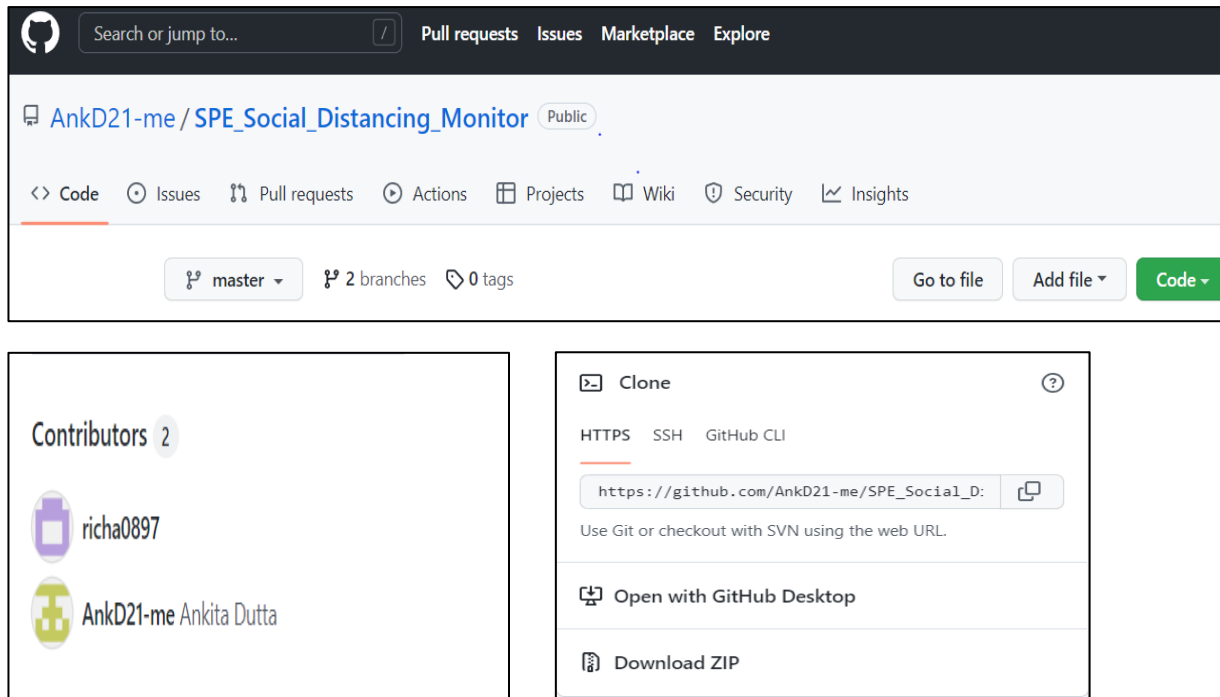 Search or jump to... / Pull requests Issues Marketplace Explore
AnkD21-me / SPE_Social_Distancing_Monitor Public
<> Code Issues Pull requests Actions Projects Wiki Security Insights
master 2 branches 0 tags Go to file Add file Code
Contributors 2
richa0897
AnkD21-me Ankita Dutta
Clone
HTTPS SSH GitHub CLI
https://github.com/AnkD21-me/SPE_Social_D:
Use Git or checkout with SVN using the web URL.
Open with GitHub Desktop
Download ZIP